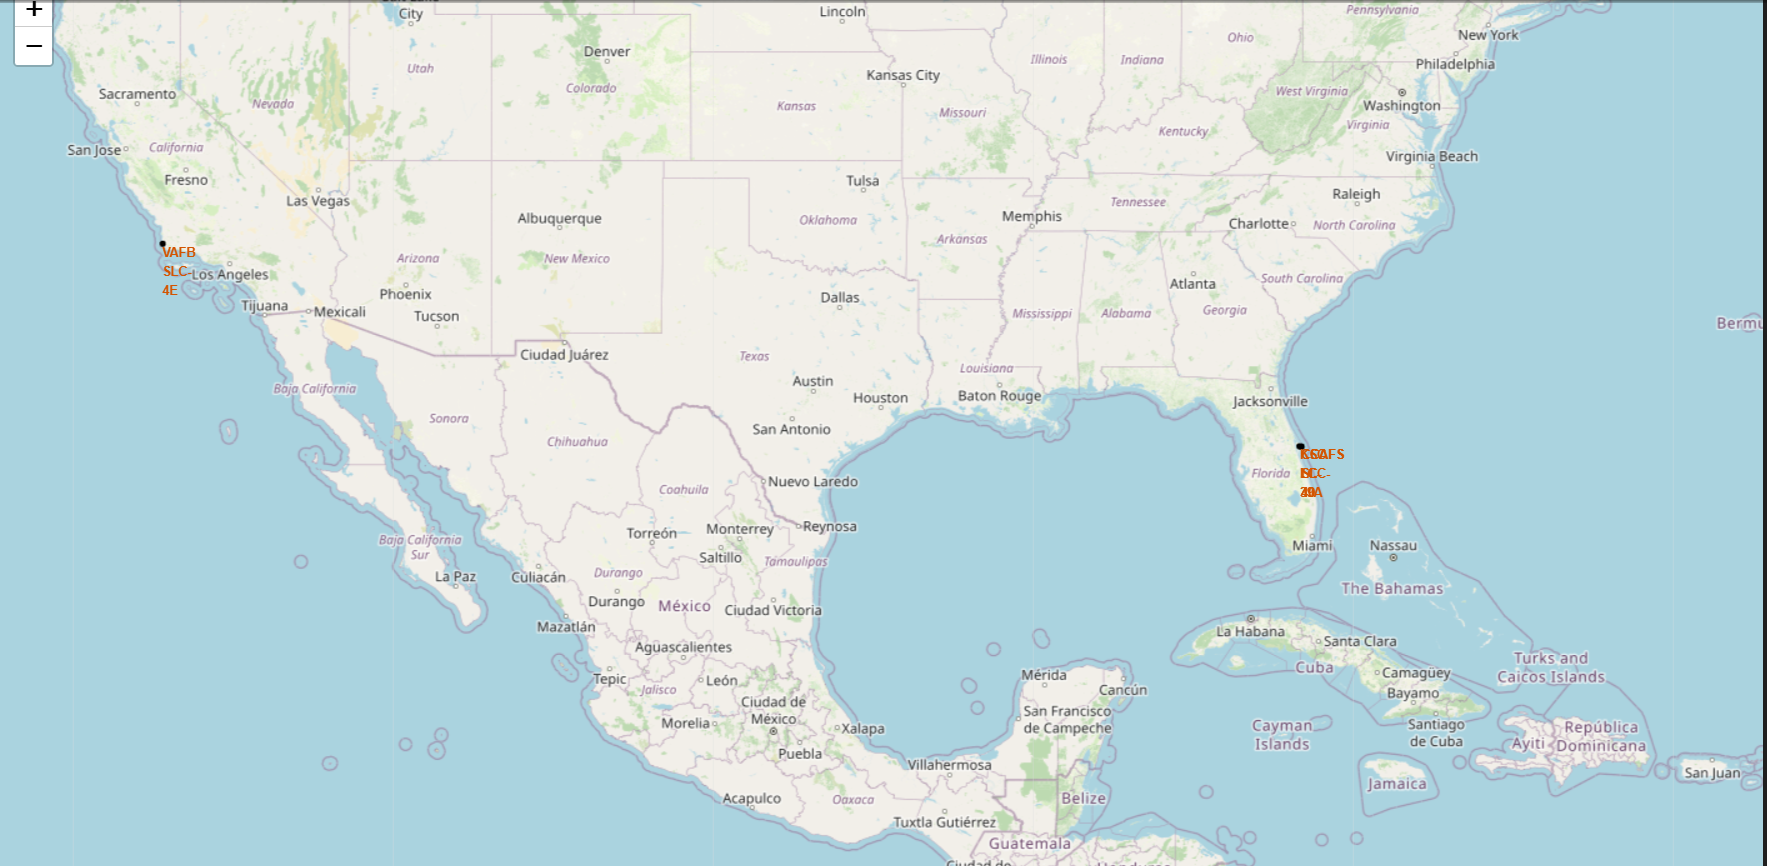 +
−
City
Lincoln
Pennsylvania
New York
Denver
Utah
Colorado
Kansas City
Illinois
Indiana
Ohio
Philadelphia
Sacramento
Nevada
Kansas
Missouri
West Virginia
Washington
Virginia
San Jose
California
Kentucky
Virginia Beach
Fresno
Las Vegas
Tulsa
Raleigh
Albuquerque
Oklahoma
Memphis
Tennessee
Charlotte
North Carolina
VAFB
SLC-
4E
Los Angeles
Arizona
New Mexico
Arkansas
Atlanta
South Carolina
Tijuana
Mexicali
Phoenix
Tucson
Dallas
Mississippi
Alabama
Georgia
Bermu
Ciudad Juárez
Texas
Louisiana
Baja California
Austin
Houston
Baton Rouge
Jacksonville
Sonora
Chihuahua
San Antonio
Florida
Coahuila
Nuevo Laredo
Torreón
Monterrey
Reynosa
Baja California
Sur
Saltillo
Tamaulipas
Miami
Nassau
La Paz
Culiacán
Durango
The Bahamas
Durango
México
Ciudad Victoria
Mazatlán
Aguascalientes
La Habana
Santa Clara
Cuba
Camagüey
Bayamo
Turks and
Caicos Islands
Tepic
Jalisco
León
Mérida
Cancún
Ciudad de
México
San Francisco
de Campeche
Morelia
Xalapa
Cayman
Islands
Santiago
de Cuba
Ayiti
República
Dominicana
Puebla
Villahermosa
San Juan
Acapulco
Oaxaca
Belize
Jamaica
Tuxtla Gutiérrez
Guatemala
Ciudad de
Honduras